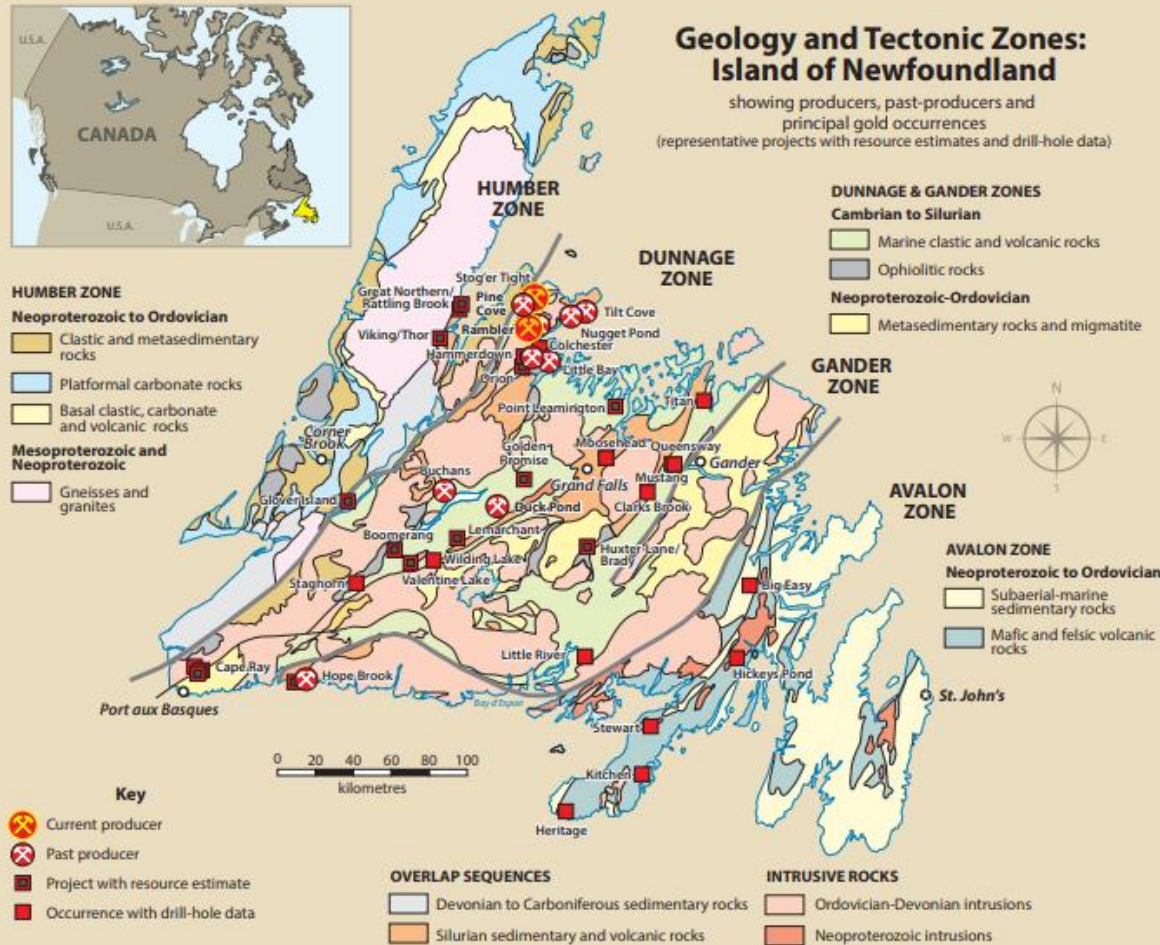 Geology and Tectonic Zones:
Island of Newfoundland
showing producers, past-producers and
principal gold occurrences
(representative projects with resource estimates and drill-hole data)
U.S.A.
CANADA
U.S.A.
HUMBER ZONE
Neoproterozoic to Ordovician
Clastic and metasedimentary
rocks
Platformal carbonate rocks
Basal clastic, carbonate
and volcanic rocks
Mesoproterozoic and
Neoproterozoic
Gneisses and
granites
DUNNAGE & GANDER ZONES
Cambrian to Silurian
Marine clastic and volcanic rocks
Ophiolitic rocks
Neoproterozoic-Ordovician
Metasedimentary rocks and migmatite
HUMBER
ZONE
DUNNAGE
ZONE
GANDER
ZONE
AVALON
ZONE
N
W
E
S
AVALON ZONE
Neoproterozoic to Ordovician
Subaerial-marine
sedimentary rocks
Mafic and felsic volcanic
rocks
Stog'er Tight
Great Northern/
Rattling Brook
Pine
Cove
Tilt Cove
Viking/Thor
Rambler
Nugget Pond
Hammerdown
Colchester
Orion
Little Bay
Point Leamington
Titan
Corner
Brook
Golden
Promise
Moosehead
Queensway
Buchans
Gander
Grand Falls
Mustang
Glover Island
Duck Pond
Clarks Brook
Boomerang
Lemarchant
Wilding Lake
Huxter Lane/
Brady
Staghorn
Valentine Lake
Big Easy
Little River
Cape Ray
Hope Brook
Hickeys Pond
Port aux Basques
Bay d'Espoir
St. John's
Stewart
Kitchen
Heritage
0 20 40 60 80 100
kilometres
Key
Current producer
Past producer
Project with resource estimate
Occurrence with drill-hole data
OVERLAP SEQUENCES
Devonian to Carboniferous sedimentary rocks
Silurian sedimentary and volcanic rocks
INTRUSIVE ROCKS
Ordovician-Devonian intrusions
Neoproterozoic intrusions